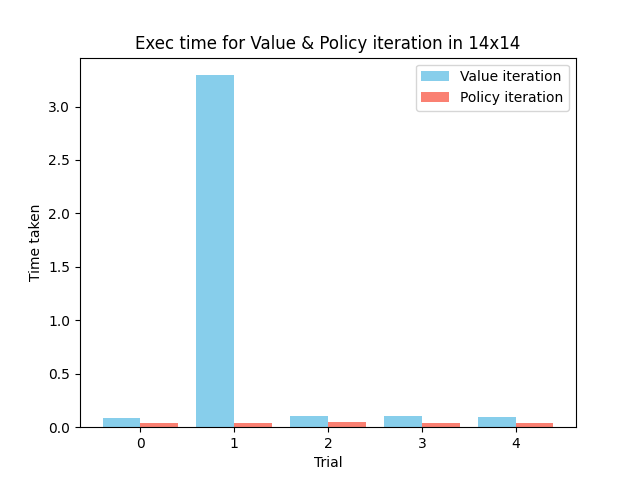 Exec time for Value & Policy iteration in 14x14
Value iteration
Policy iteration
3.0
2.5
2.0
1.5
1.0
0.5
0.0
Time taken
0 1 2 3 4
Trial